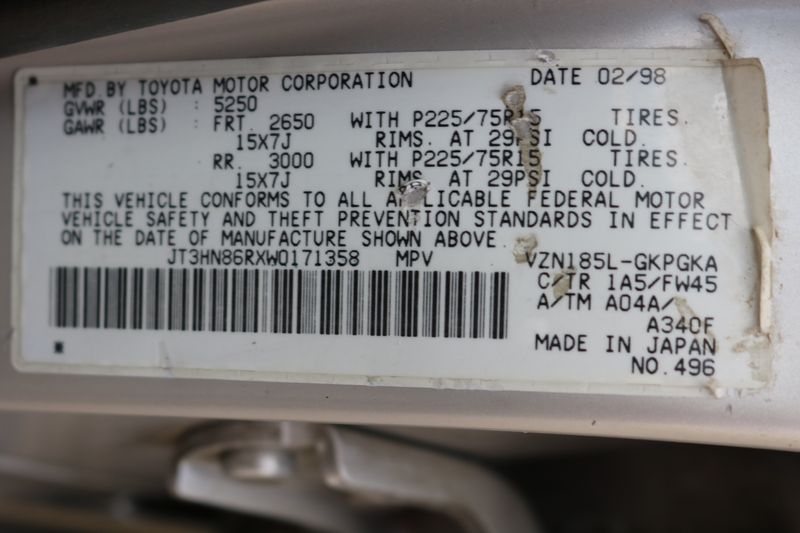 MFD. BY TOYOTA MOTOR CORPORATION DATE 02/98
GVWR (LBS) : 5250
GAWR (LBS) : FRT. 2650 WITH P225/75R15 TIRES.
15X7J RIMS. AT 29PSI COLD.
RR. 3000 WITH P225/75R15 TIRES.
15X7J RIMS. AT 29PSI COLD.
THIS VEHICLE CONFORMS TO ALL APPLICABLE FEDERAL MOTOR
VEHICLE SAFETY AND THEFT PREVENTION STANDARDS IN EFFECT
ON THE DATE OF MANUFACTURE SHOWN ABOVE.
JT3HN86RXW0171358 MPV VZN185L-GKPGKA
C/TR 1A5/FW45
A/TM A04A/
A340F
MADE IN JAPAN
NO. 496